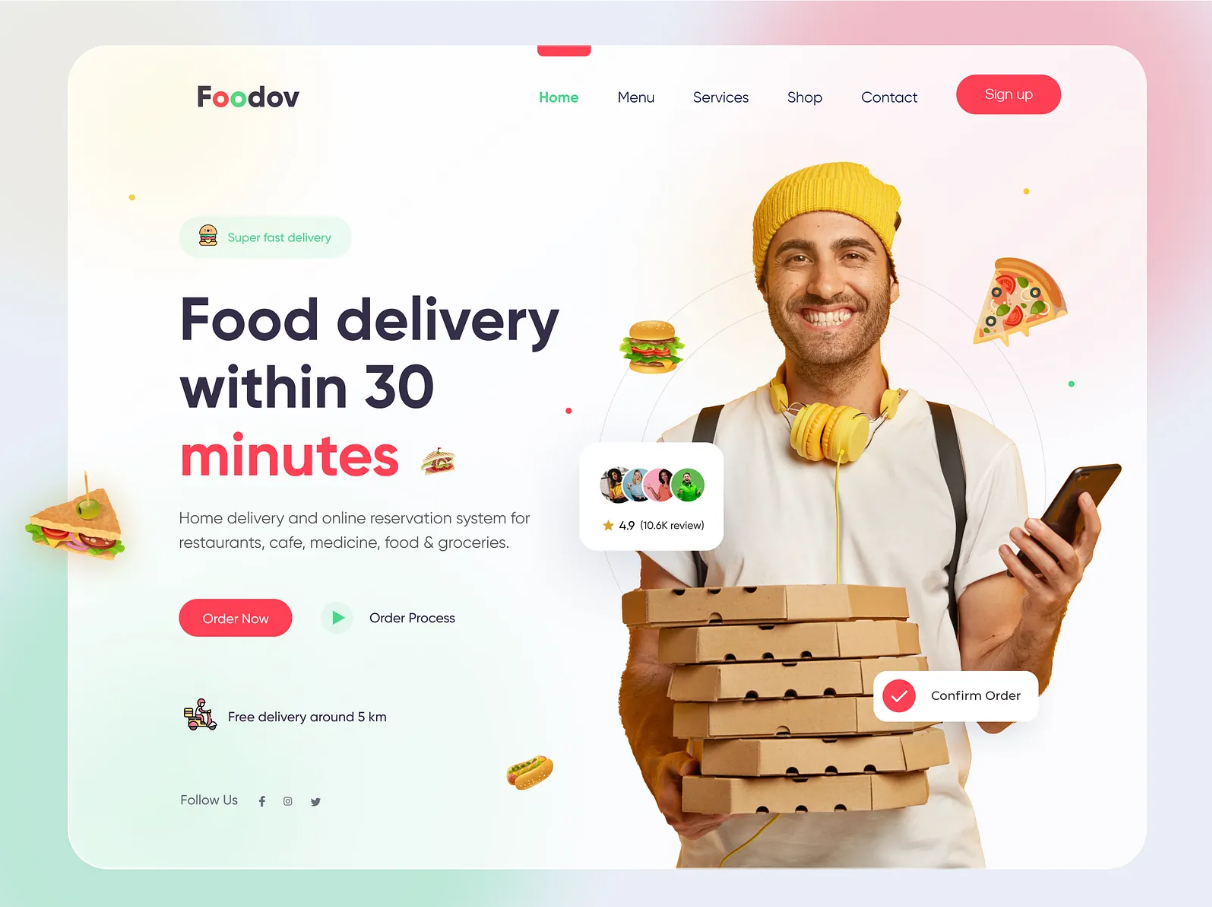 Foodov
Home Menu Services Shop Contact Sign up
Super fast delivery
Food delivery
within 30
minutes
Home delivery and online reservation system for
restaurants, cafe, medicine, food & groceries.
Order Now Order Process
Free delivery around 5 km
Follow Us
4.9 (10.6K review)
Confirm Order